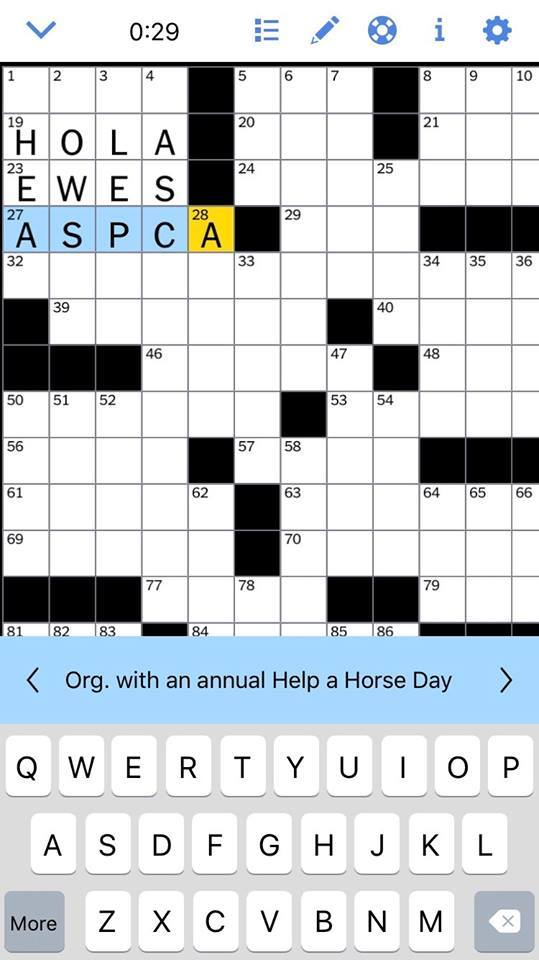 0:29
1 2 3 4 5 6 7 8 9 10
19 20 21
H O L A
23 24 25
E W E S
27 28 29
A S P C A
32 33 34 35 36
39 40
46 47 48
50 51 52 53 54
56 57 58
61 62 63 64 65 66
69 70
77 78 79
81 82 83 84 85 86
Org. with an annual Help a Horse Day
Q W E R T Y U I O P
A S D F G H J K L
More Z X C V B N M